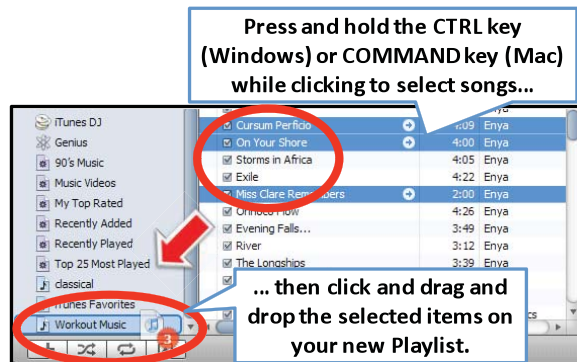 Press and hold the CTRL key
(Windows) or COMMAND key (Mac)
while clicking to select songs...
iTunes DJ
Genius
90's Music
Music Videos
My Top Rated
Recently Added
Recently Played
Top 25 Most Played
classical
iTunes Favorites
Workout Music
3
Cursum Perficio 4:09 Enya
On Your Shore 4:00 Enya
Storms in Africa 4:05 Enya
Exile 4:22 Enya
Miss Clare Remembers 2:00 Enya
Orinoco Flow 4:26 Enya
Evening Falls... 3:49 Enya
River 3:12 Enya
The Longships 3:39 Enya
... then click and drag and
drop the selected items on
your new Playlist.